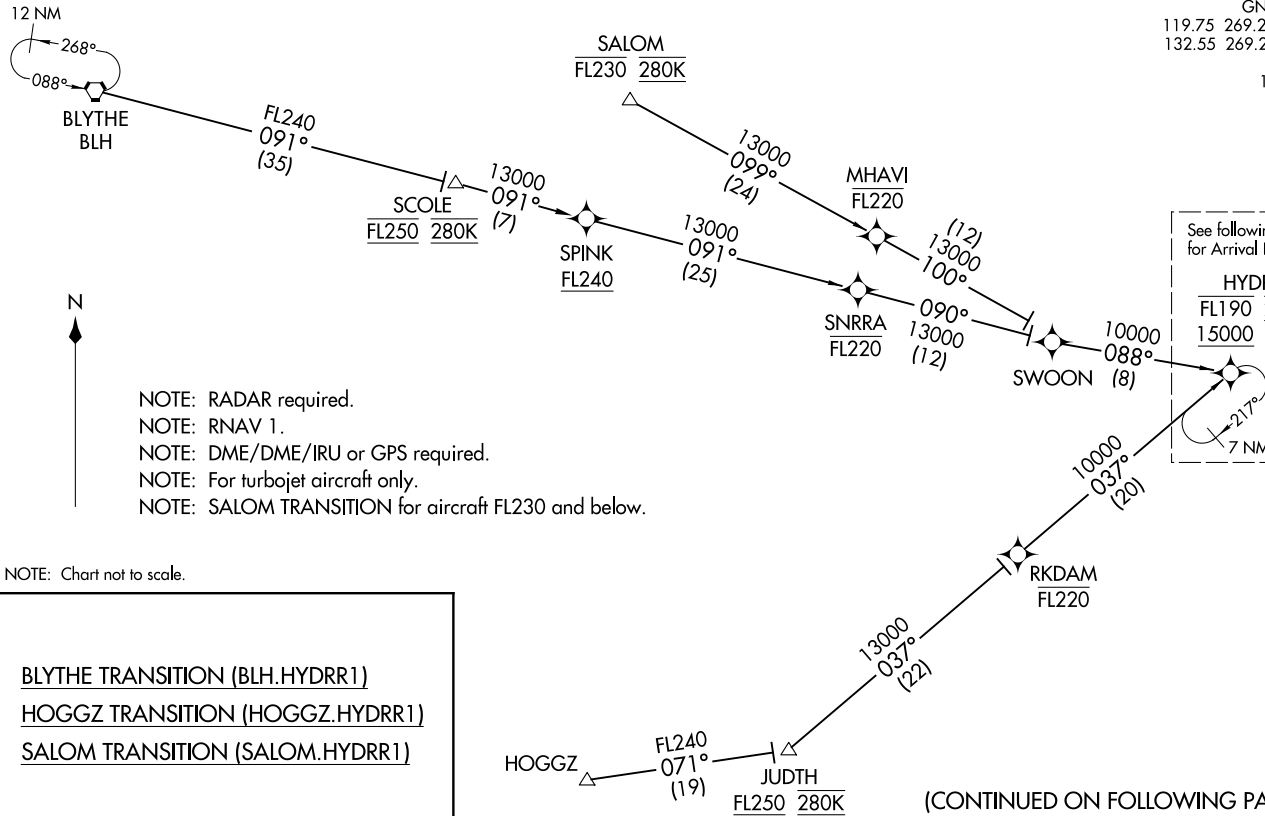 12 NM
268°
088°
BLYTHE
BLH
FL240
091°
(35)
SCOLE
FL250 280K
13000
091°
(7)
SPINK
FL240
13000
091°
(25)
SALOM
FL230 280K
13000
099°
(24)
MHAVI
FL220
(12)
13000
100°
SNRRA
FL220
090°
13000
(12)
SWOON
10000
088°
(8)
119.75 269.2
132.55 269.2
See
for Arrival
FL190
15000
217°
7 NM
10000
037°
(20)
RKDAM
FL220
13000
037°
(22)
HOGGZ
FL240
071°
(19)
JUDTH
FL250 280K
N
NOTE: RADAR required.
NOTE: RNAV 1.
NOTE: DME/DME/IRU or GPS required.
NOTE: For turbojet aircraft only.
NOTE: SALOM TRANSITION for aircraft FL230 and below.
NOTE: Chart not to scale.
BLYTHE TRANSITION (BLH.HYDRR1)
HOGGZ TRANSITION (HOGGZ.HYDRR1)
SALOM TRANSITION (SALOM.HYDRR1)
(CONTINUED ON FOLLOWING